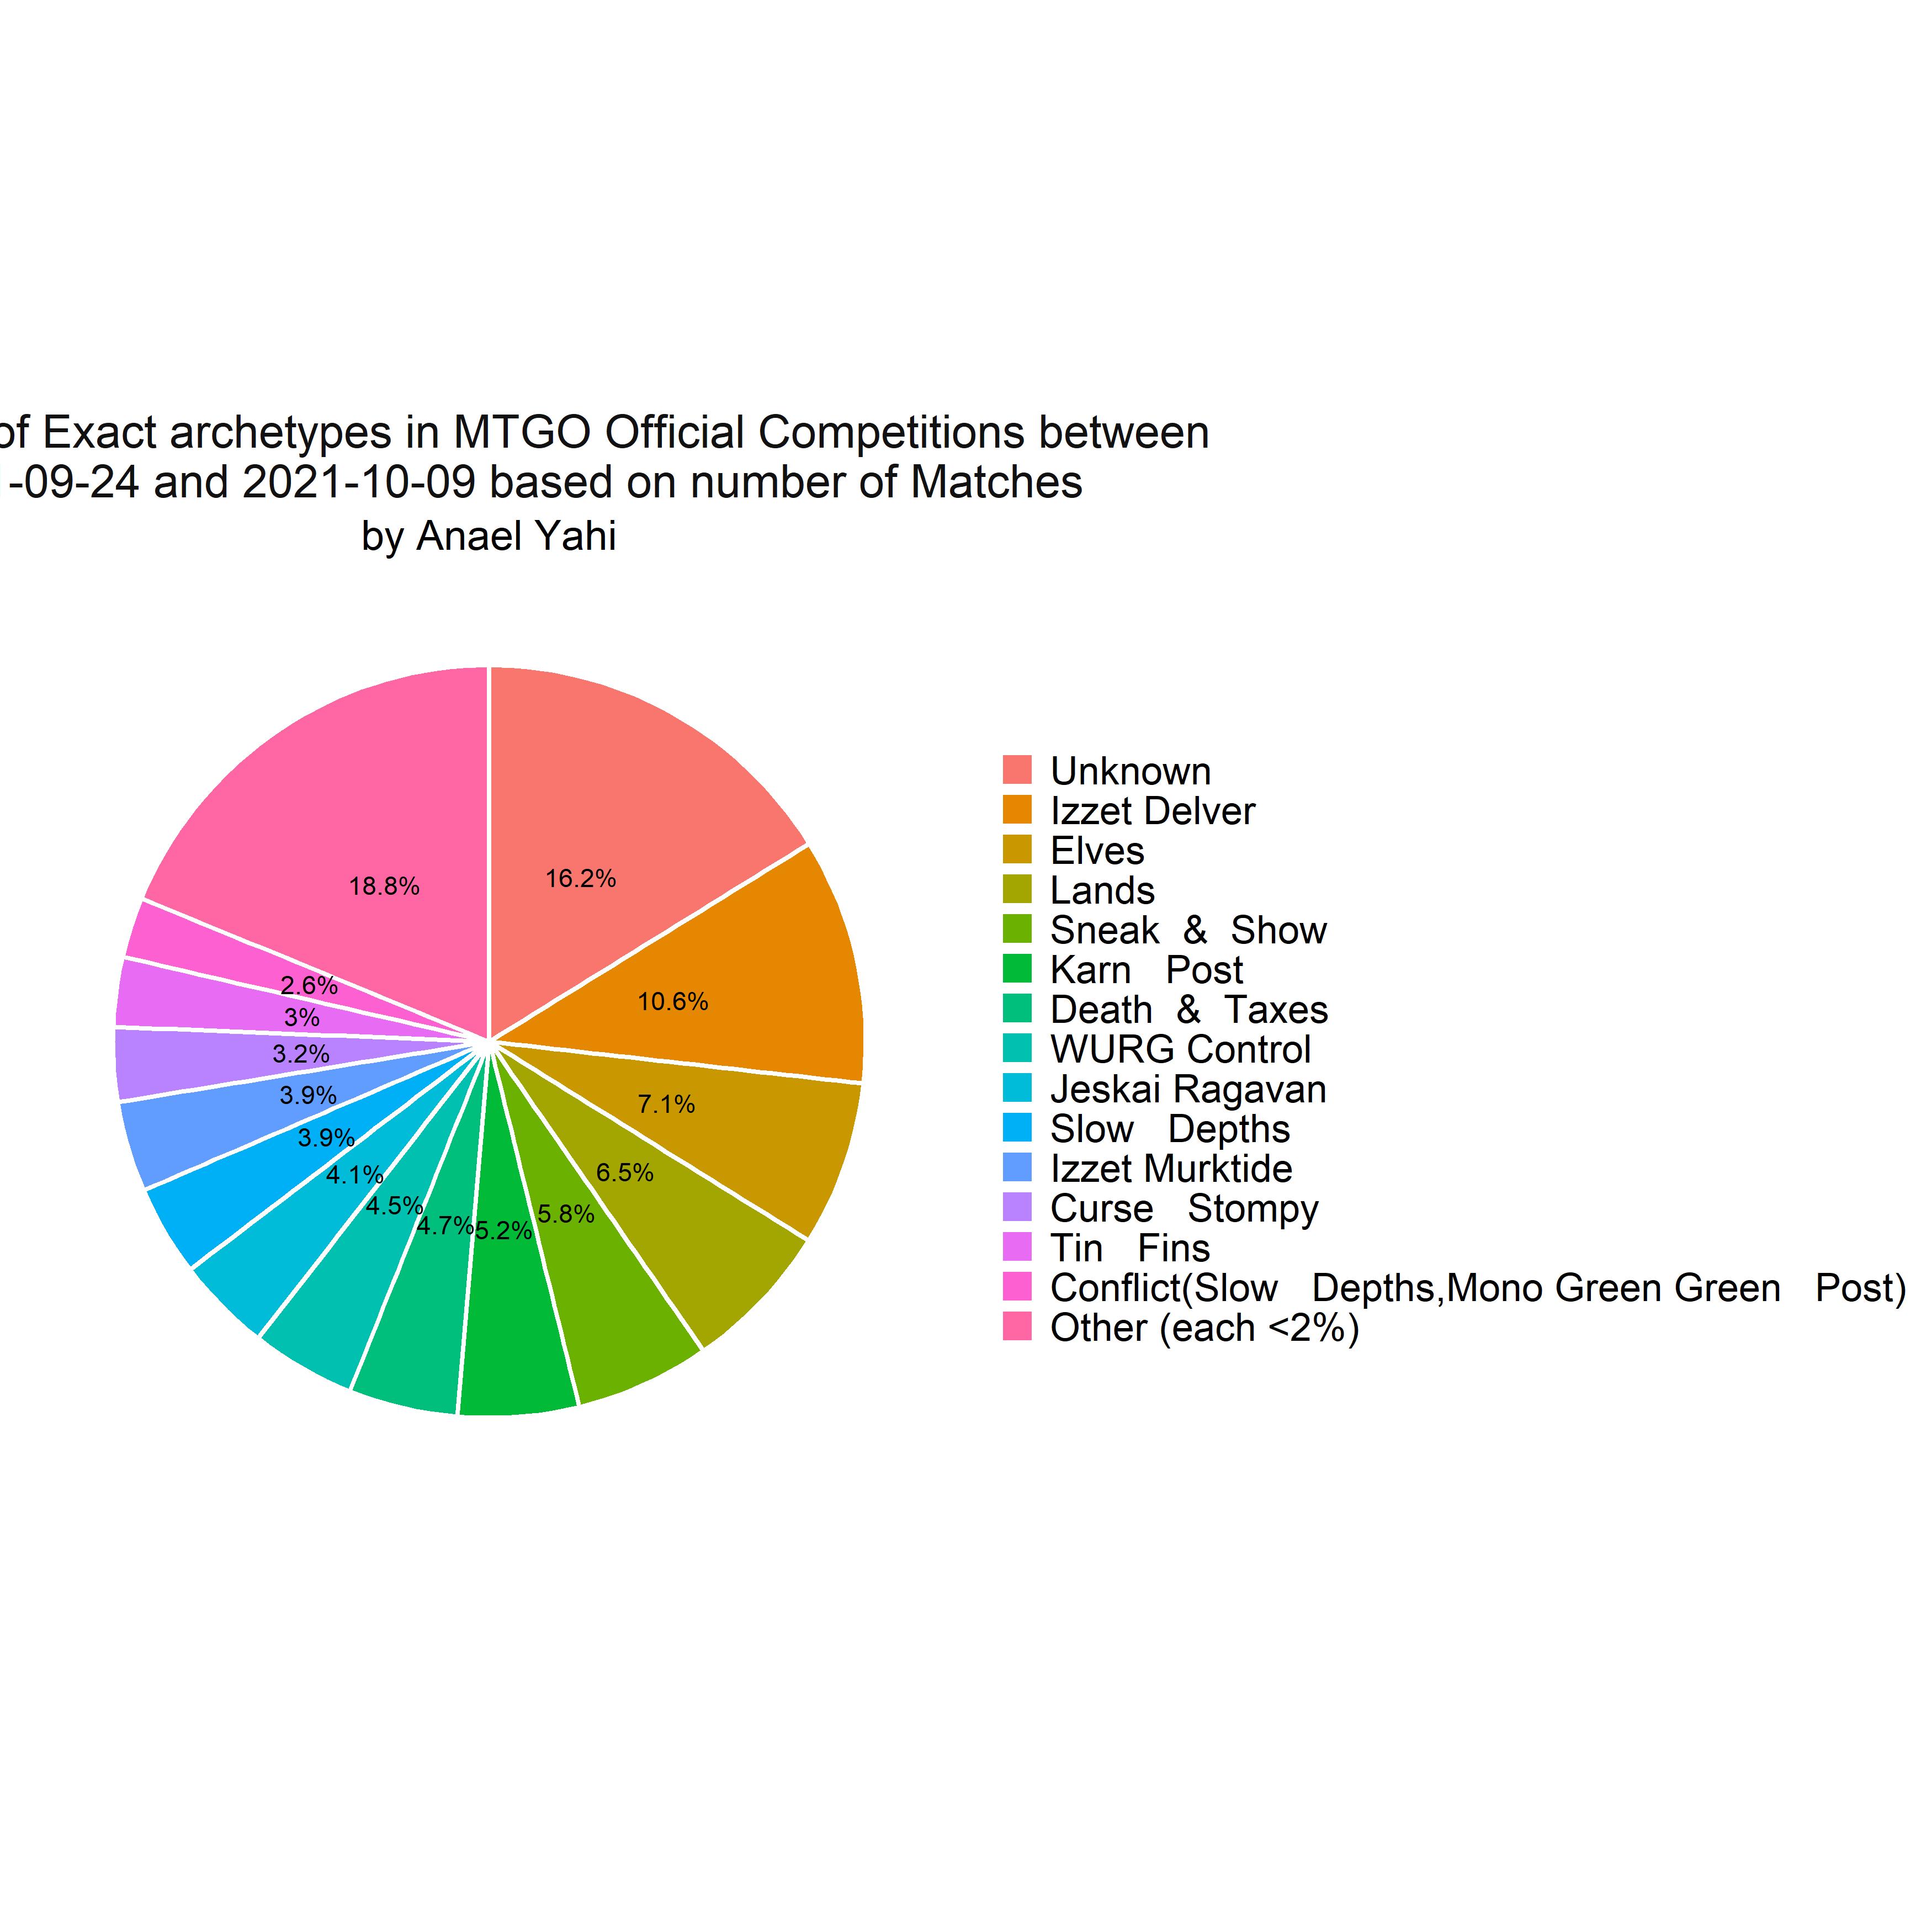 of Exact archetypes in MTGO Official Competitions between
-09-24 and 2021-10-09 based on number of Matches
by Anael Yahi
16.2%
18.8%
10.6%
2.6%
3%
3.2%
3.9%
7.1%
3.9%
4.1%
6.5%
4.5%
4.7%
5.2%
5.8%
Unknown
Izzet Delver
Elves
Lands
Sneak & Show
Karn Post
Death & Taxes
WURG Control
Jeskai Ragavan
Slow Depths
Izzet Murktide
Curse Stompy
Tin Fins
Conflict(Slow Depths,Mono Green Green Post)
Other (each <2%)